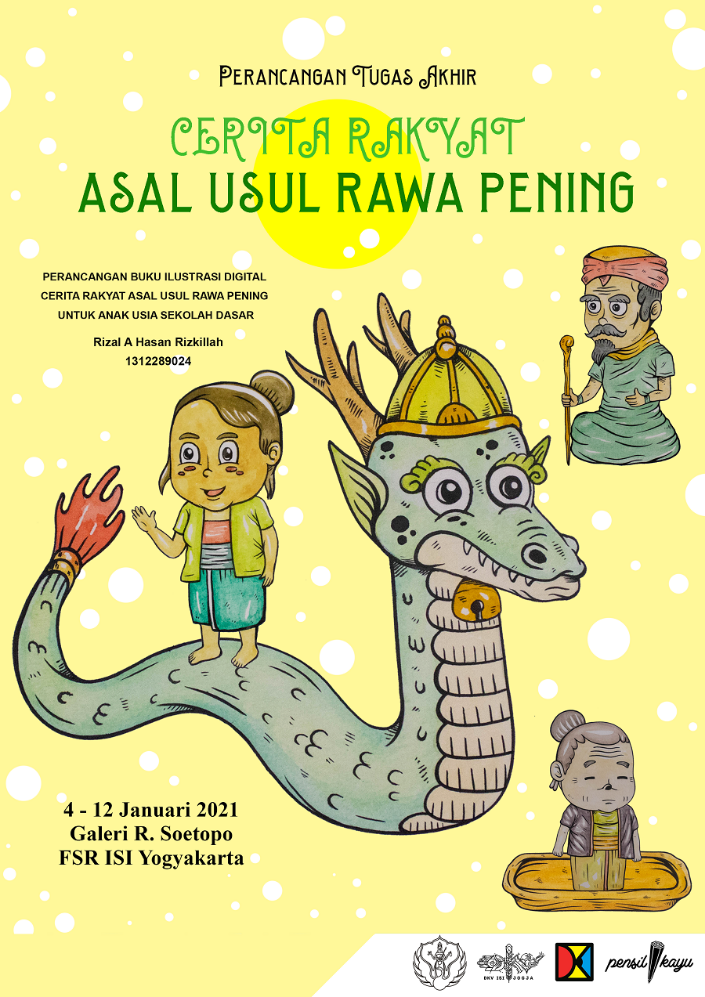 Perancangan Tugas Akhir
CERITA RAKYAT
ASAL USUL RAWA PENING
PERANCANGAN BUKU ILUSTRASI DIGITAL
CERITA RAKYAT ASAL USUL RAWA PENING
UNTUK ANAK USIA SEKOLAH DASAR
Rizal A Hasan Rizkillah
1312289024
4 - 12 Januari 2021
Galeri R. Soetopo
FSR ISI Yogyakarta
DKV ISI JOGJA
pensil kayu